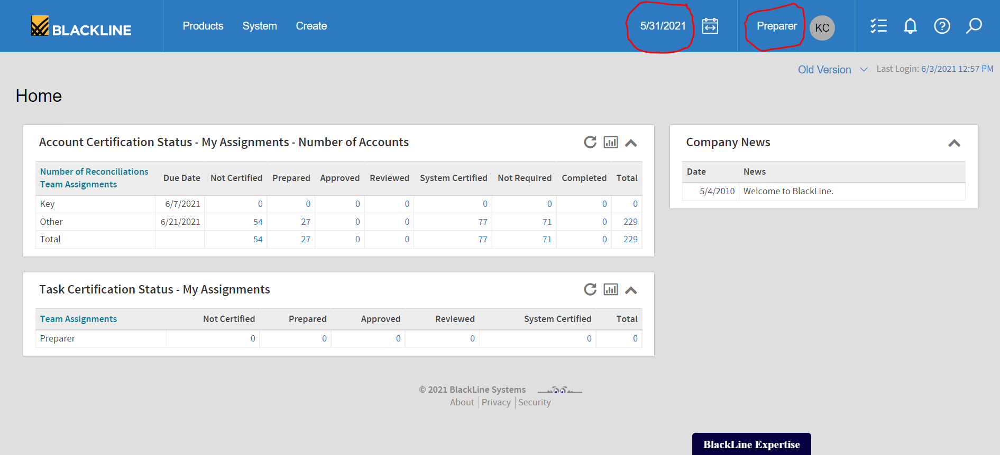 BLACKLINE Products System Create 5/31/2021 Preparer KC
Old Version Last Login: 6/3/2021 12:57 PM
Home
Account Certification Status - My Assignments - Number of Accounts
Number of Reconciliations
Team Assignments Due Date Not Certified Prepared Approved Reviewed System Certified Not Required Completed Total
Key 6/7/2021 0 0 0 0 0 0 0 0
Other 6/21/2021 54 27 0 0 77 71 0 229
Total 54 27 0 0 77 71 0 229
Company News
Date News
5/4/2010 Welcome to BlackLine.
Task Certification Status - My Assignments
Team Assignments Not Certified Prepared Approved Reviewed System Certified Total
Preparer 0 0 0 0 0 0
© 2021 BlackLine Systems
About Privacy Security
BlackLine Expertise